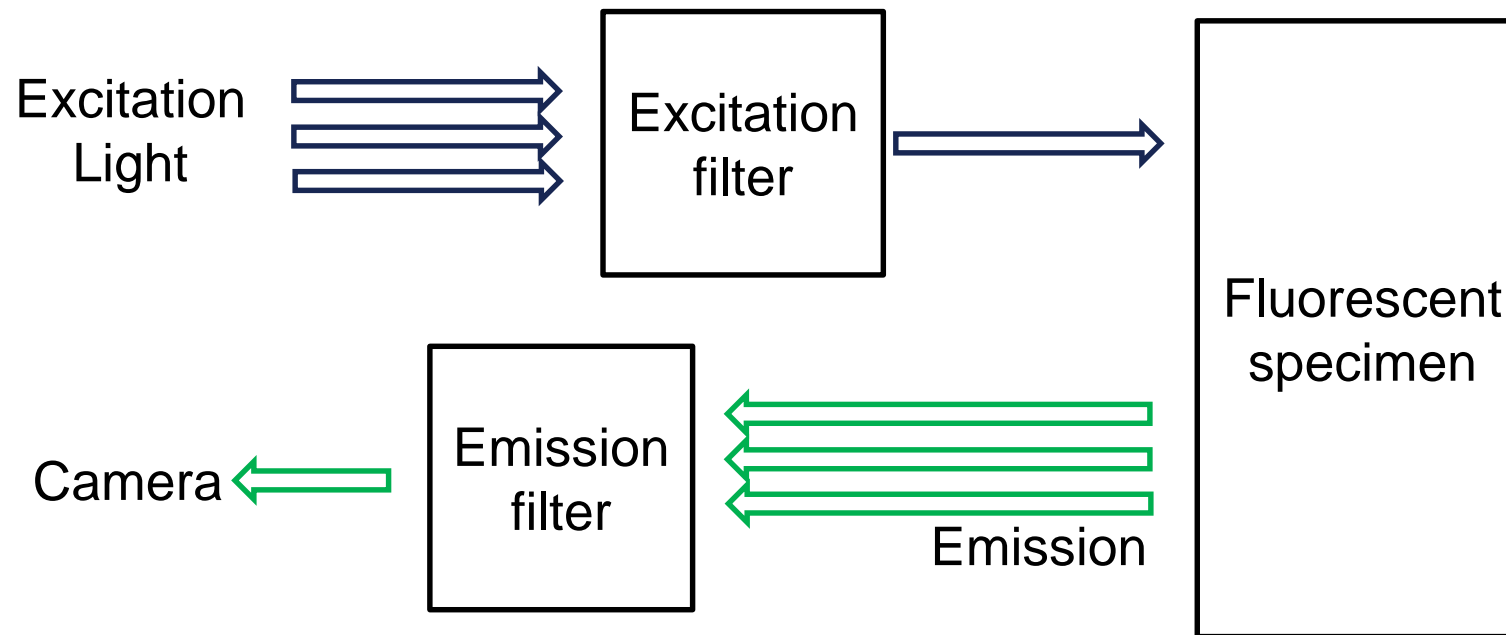 Excitation
Light
Excitation
filter
Fluorescent
specimen
Emission
filter
Camera
Emission